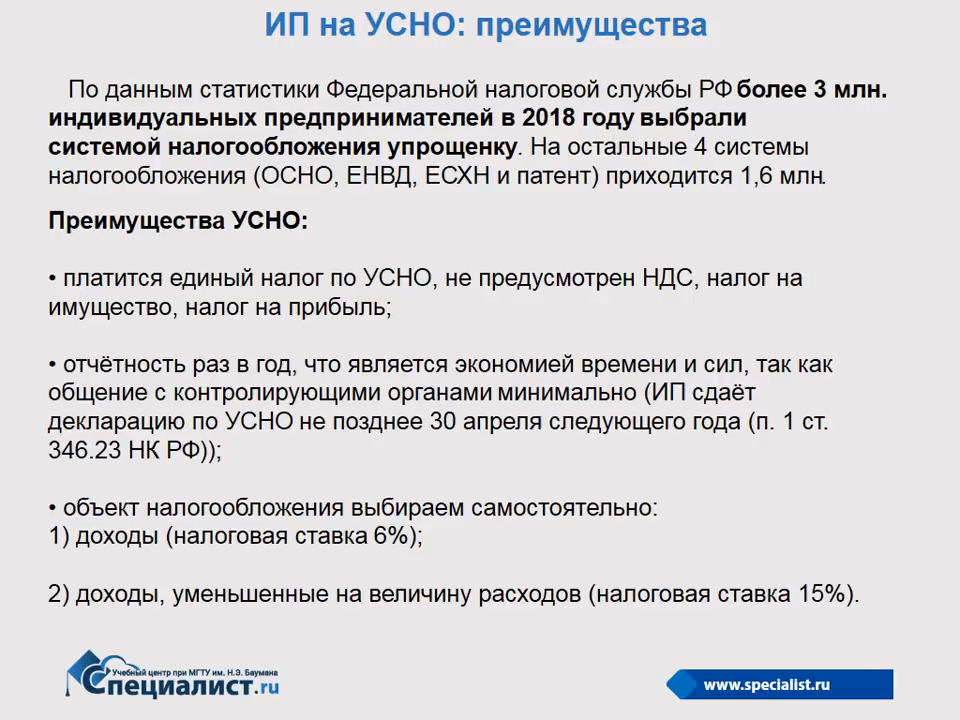 ИП на УСНО: преимущества
По данным статистики Федеральной налоговой службы РФ более 3 млн.
индивидуальных предпринимателей в 2018 году выбрали
системой налогообложения упрощенку. На остальные 4 системы
налогообложения (ОСНО, ЕНВД, ЕСХН и патент) приходится 1,6 млн.
Преимущества УСНО:
• платится единый налог по УСНО, не предусмотрен НДС, налог на
имущество, налог на прибыль;
• отчётность раз в год, что является экономией времени и сил, так как
общение с контролирующими органами минимально (ИП сдаёт
декларацию по УСНО не позднее 30 апреля следующего года (п. 1 ст.
346.23 НК РФ));
• объект налогообложения выбираем самостоятельно:
1) доходы (налоговая ставка 6%);
2) доходы, уменьшенные на величину расходов (налоговая ставка 15%).
Учебный центр при МГТУ им. Н.Э. Баумана
Специалист.ru
www.specialist.ru